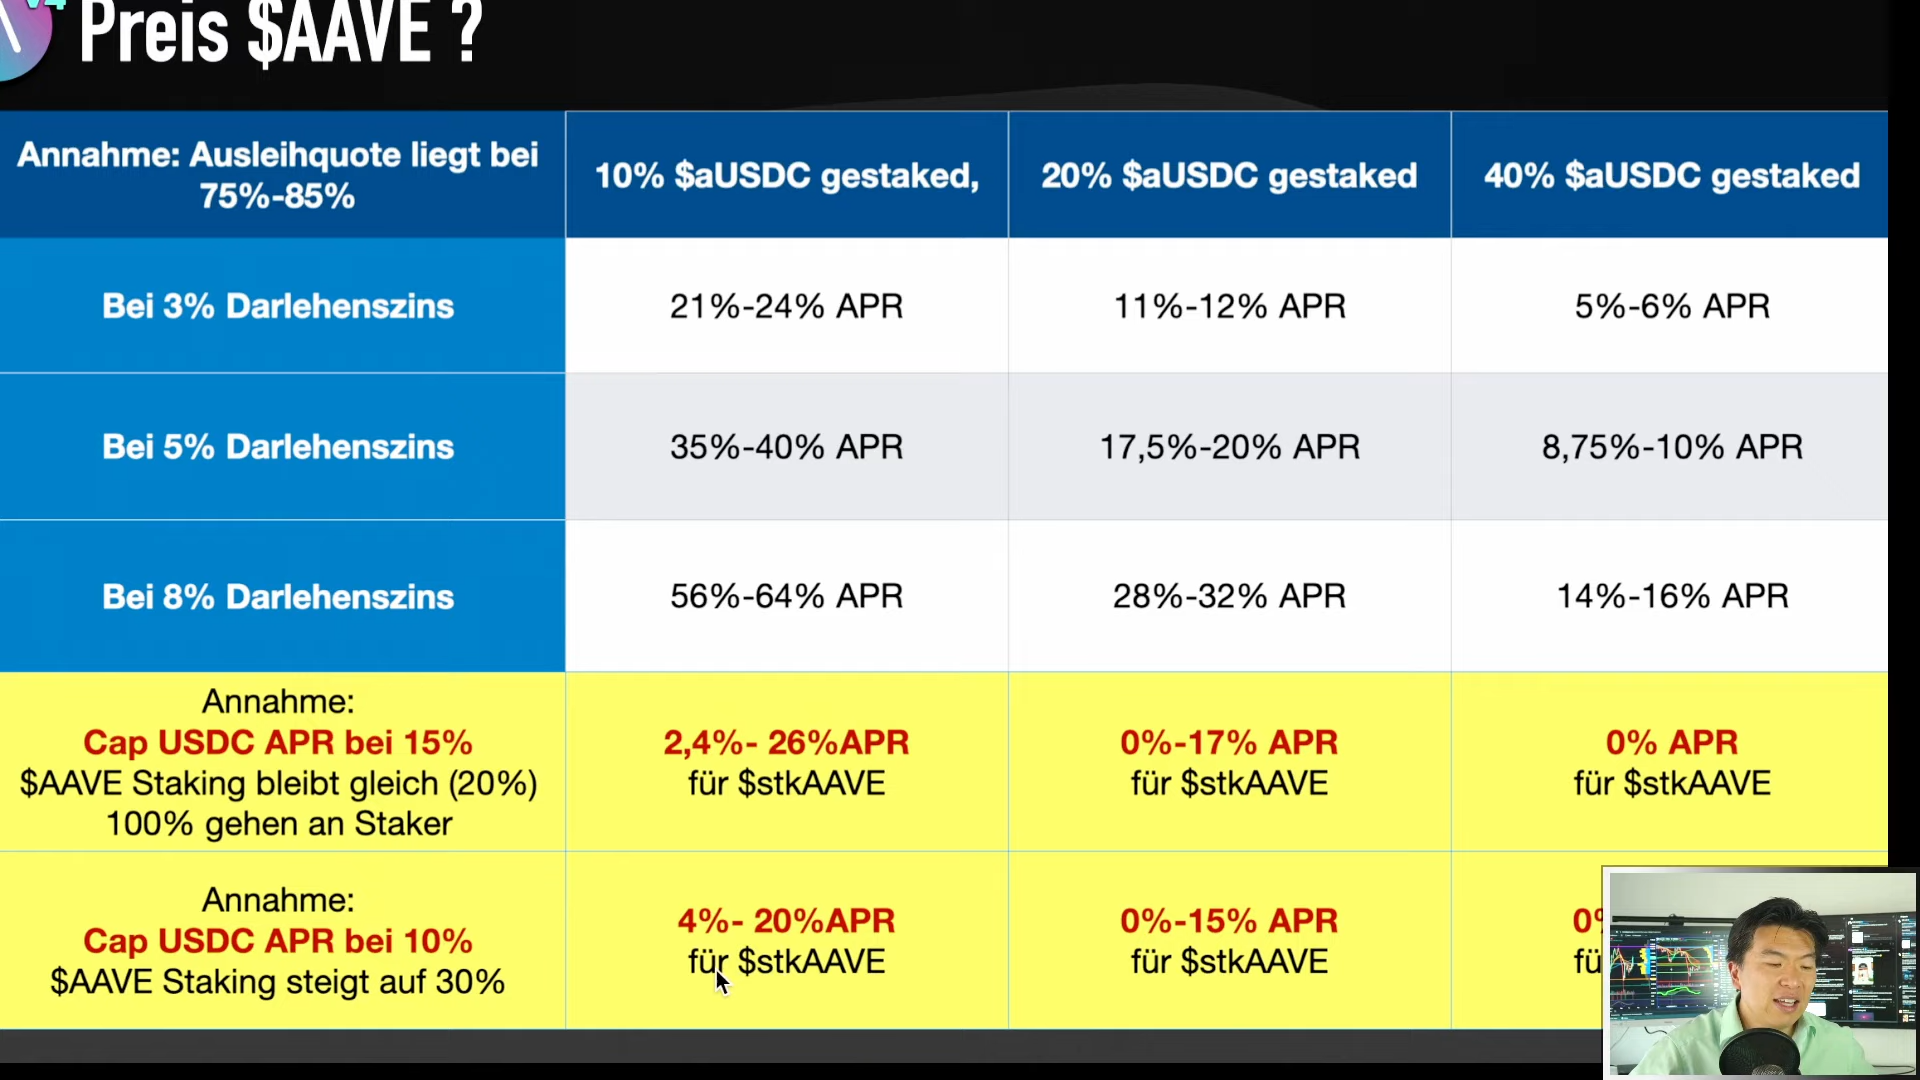 V4
Preis $AAVE ?
Annahme: Ausleihquote liegt bei
75%-85%
10% $aUSDC gestaked,
20% $aUSDC gestaked
40% $aUSDC gestaked
Bei 3% Darlehenszins
21%-24% APR
11%-12% APR
5%-6% APR
Bei 5% Darlehenszins
35%-40% APR
17,5%-20% APR
8,75%-10% APR
Bei 8% Darlehenszins
56%-64% APR
28%-32% APR
14%-16% APR
Annahme:
Cap USDC APR bei 15%
$AAVE Staking bleibt gleich (20%)
100% gehen an Staker
2,4%- 26%APR
für $stkAAVE
0%-17% APR
für $stkAAVE
0% APR
für $stkAAVE
Annahme:
Cap USDC APR bei 10%
$AAVE Staking steigt auf 30%
4%- 20%APR
für $stkAAVE
0%-15% APR
für $stkAAVE
0%
fü